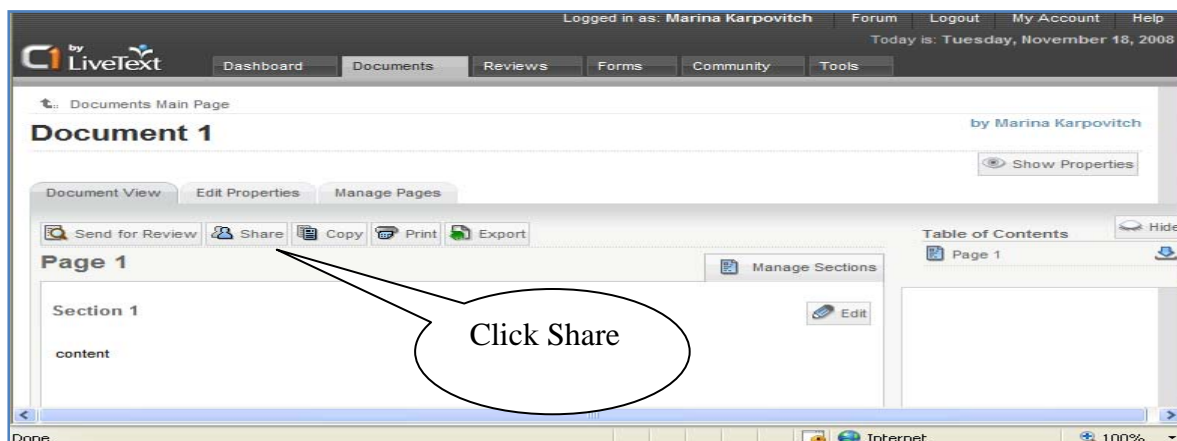 Logged in as: Marina Karpovitch Forum Logout My Account Help
Today is: Tuesday, November 18, 2008
C1 by LiveText
Dashboard Documents Reviews Forms Community Tools
Documents Main Page
Document 1
by Marina Karpovitch
Show Properties
Document View Edit Properties Manage Pages
Send for Review Share Copy Print Export
Table of Contents Hide
Page 1
Manage Sections
Page 1
Section 1
Edit
content
Click Share
Done Internet 100%